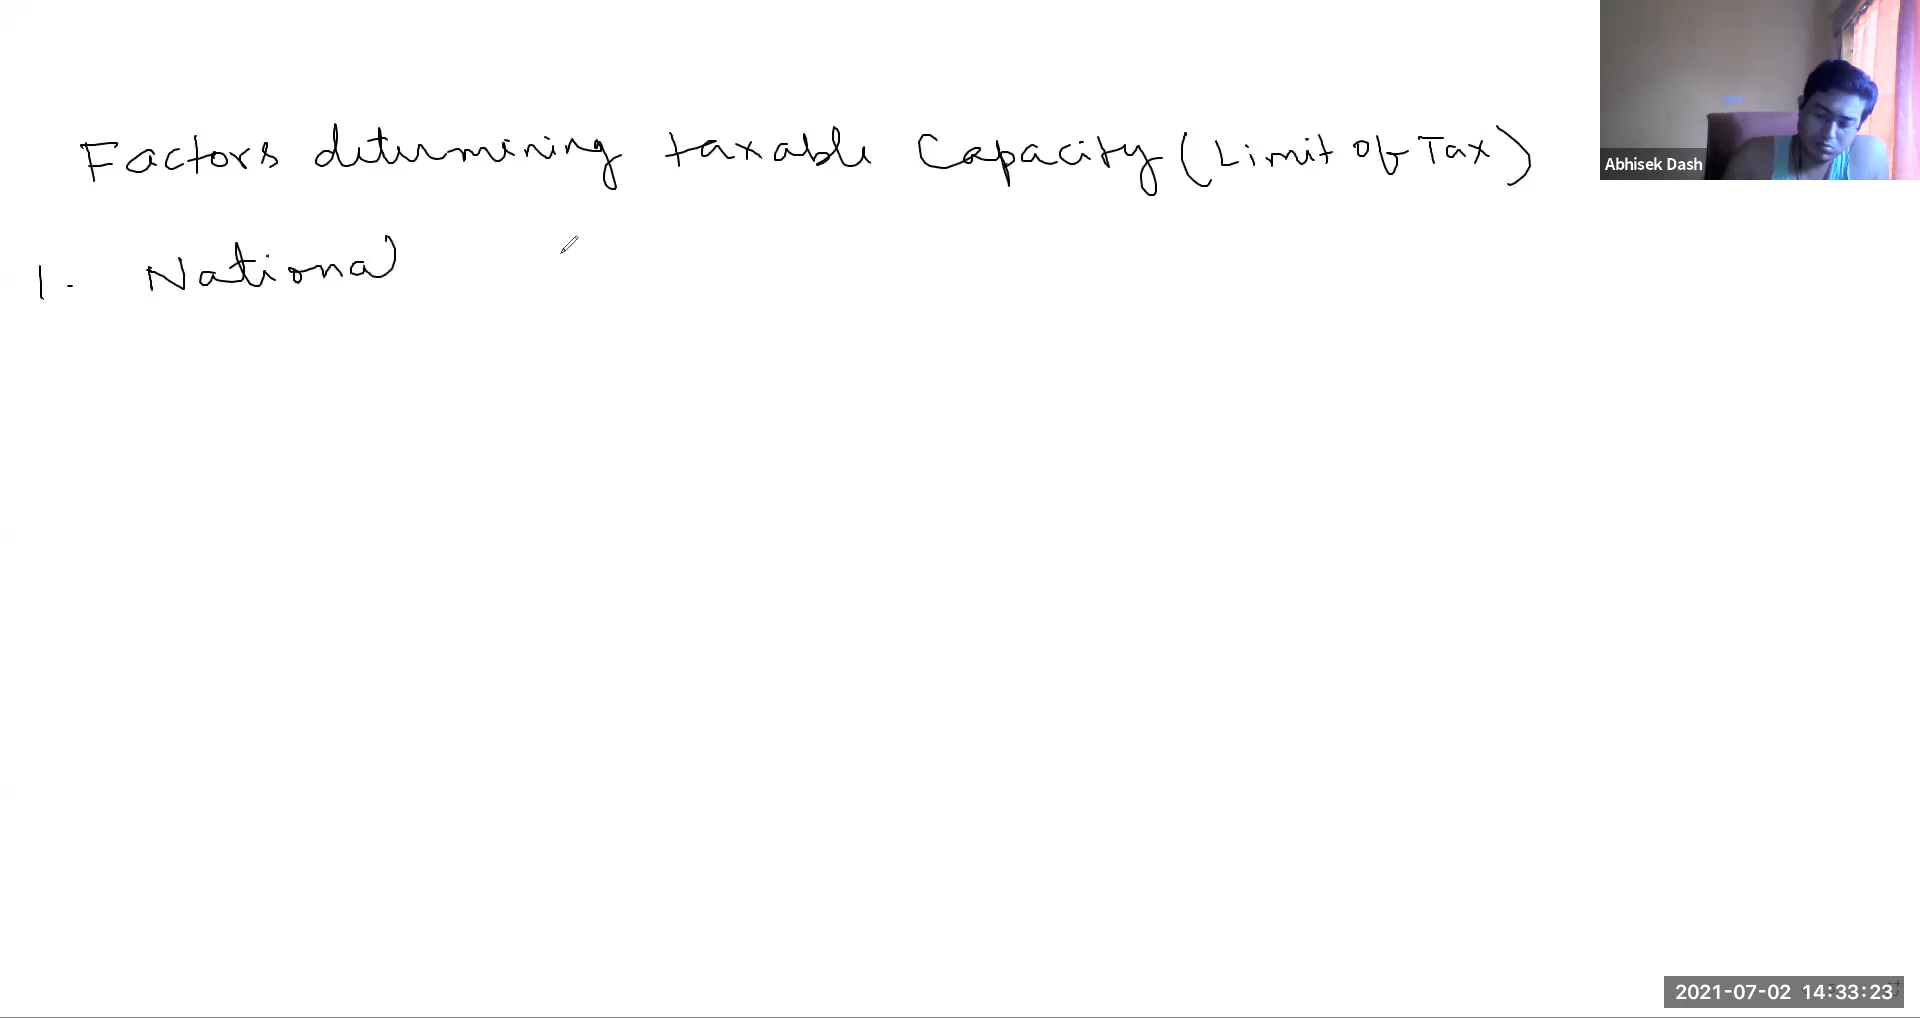 Factors determining taxable Capacity (Limit of Tax)
Abhisek Dash
1. National
2021-07-02 14:33:23